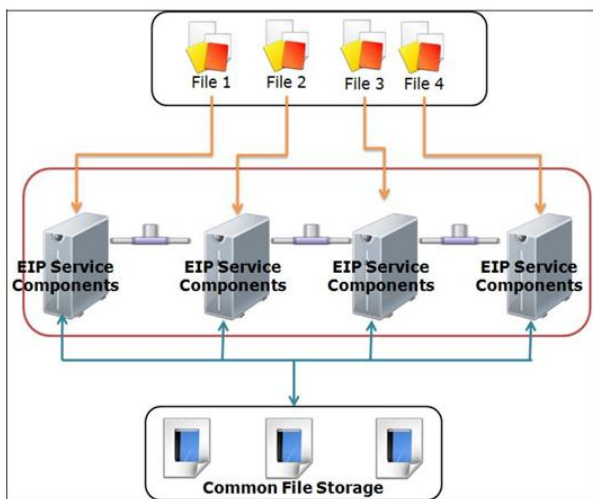 File 1 File 2 File 3 File 4
EIP Service
Components
EIP Service
Components
EIP Service
Components
EIP Service
Components
Common File Storage